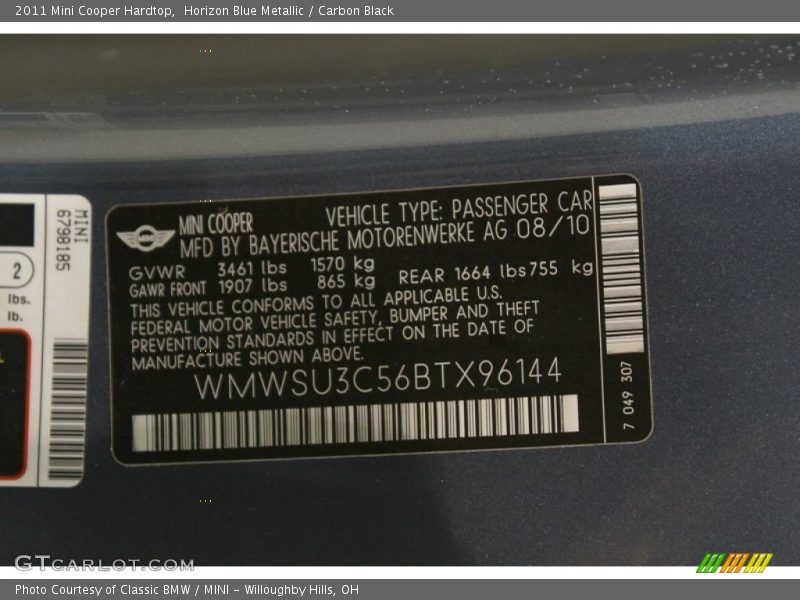 2011 Mini Cooper Hardtop,  Horizon Blue Metallic / Carbon Black
MINI
6798185
2
lbs.
lb.
MINI COOPER
VEHICLE TYPE: PASSENGER CAR
MFD BY BAYERISCHE MOTORENWERKE AG 08/10
GVWR 3461 lbs 1570 kg
GAWR FRONT 1907 lbs 865 kg REAR 1664 lbs 755 kg
THIS VEHICLE CONFORMS TO ALL APPLICABLE U.S.
FEDERAL MOTOR VEHICLE SAFETY, BUMPER AND THEFT
PREVENTION STANDARDS IN EFFECT ON THE DATE OF
MANUFACTURE SHOWN ABOVE.
WMWSU3C56BTX96144
7 049 307
GTCARLOT.COM
Photo Courtesy of Classic BMW / MINI - Willoughby Hills, OH